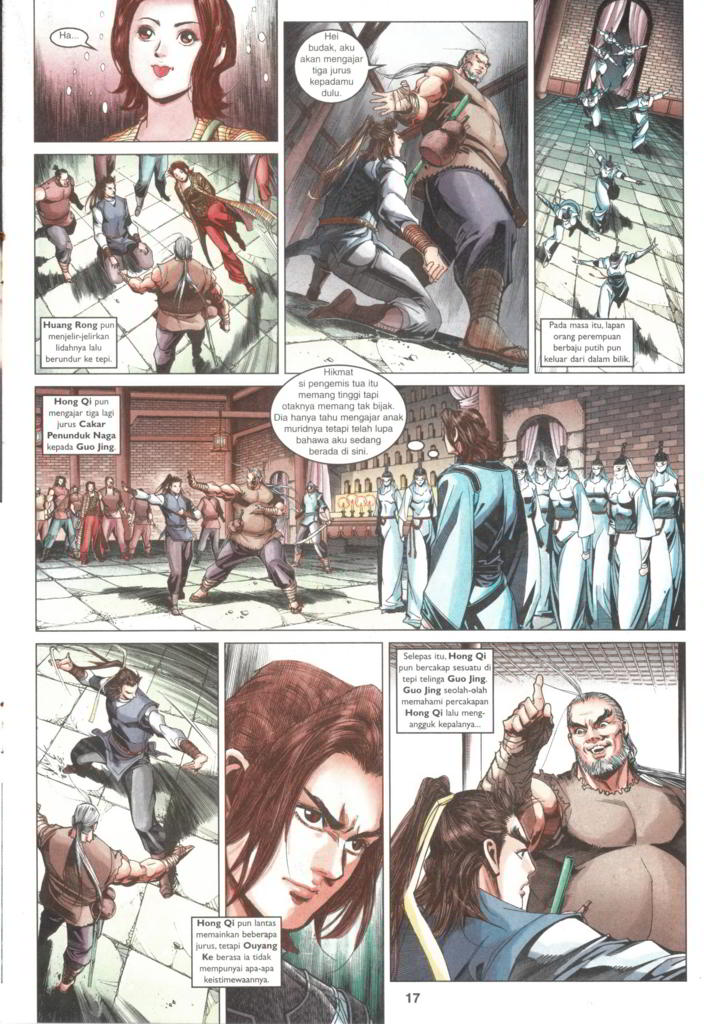 Ha...
Hei
budak, aku
akan mengajar
tiga jurus
kepadamu
dulu.
Huang Rong pun
menjelir-jelirkan
lidahnya lalu
berundur ke tepi.
Pada masa itu, lapan
orang perempuan
berbaju putih pun
keluar dari dalam bilik.
Hong Qi pun
mengajar tiga lagi
jurus Cakar
Penunduk Naga
kepada Guo Jing.
Hikmat
si pengemis tua itu
memang tinggi tapi
otaknya memang tak bijak.
Dia hanya tahu mengajar anak
muridnya tetapi telah lupa
bahawa aku sedang
berada di sini.
Hong Qi pun lantas
memainkan beberapa
jurus, tetapi Ouyang
Ke berasa ia tidak
mempunyai apa-apa
keistimewaannya.
Selepas itu, Hong Qi
pun bercakap sesuatu di
tepi telinga Guo Jing.
Guo Jing seolah-olah
memahami percakapan
Hong Qi lalu meng-
angguk kepalanya...
17